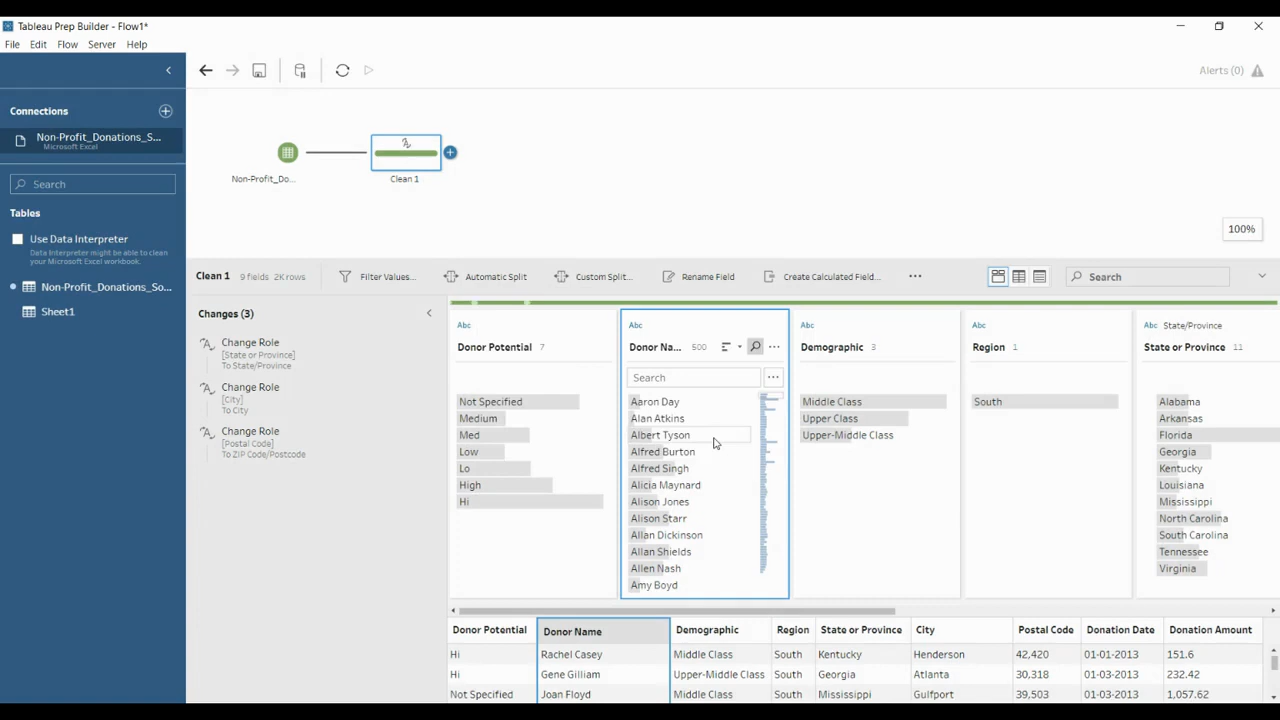 Tableau Prep Builder - Flow1*
File Edit Flow Server Help
Alerts (0)
Connections
Non-Profit_Donations_S...
Microsoft Excel
Search
Tables
Use Data Interpreter
Data Interpreter might be able to clean
your Microsoft Excel workbook.
Non-Profit_Donations_So...
Sheet1
Non-Profit_Do...
Clean 1
100%
Clean 1 9 fields 2K rows Filter Values... Automatic Split Custom Split... Rename Field Create Calculated Field... Search
Changes (3)
Change Role
[State or Province]
To State/Province
Change Role
[City]
To City
Change Role
[Postal Code]
To ZIP Code/Postcode
Abc
Donor Potential 7
Not Specified
Medium
Med
Low
Lo
High
Hi
Abc
Donor Na... 500
Search
Aaron Day
Alan Atkins
Albert Tyson
Alfred Burton
Alfred Singh
Alicia Maynard
Alison Jones
Alison Starr
Allan Dickinson
Allan Shields
Allen Nash
Amy Boyd
Abc
Demographic 3
Middle Class
Upper Class
Upper-Middle Class
Abc
Region 1
South
Abc State/Province
State or Province 11
Alabama
Arkansas
Florida
Georgia
Kentucky
Louisiana
Mississippi
North Carolina
South Carolina
Tennessee
Virginia
Donor Potential Donor Name Demographic Region State or Province City Postal Code Donation Date Donation Amount
Hi Rachel Casey Middle Class South Kentucky Henderson 42,420 01-01-2013 151.6
Hi Gene Gilliam Upper-Middle Class South Georgia Atlanta 30,318 01-03-2013 232.42
Not Specified Joan Floyd Middle Class South Mississippi Gulfport 39,503 01-03-2013 1,057.62